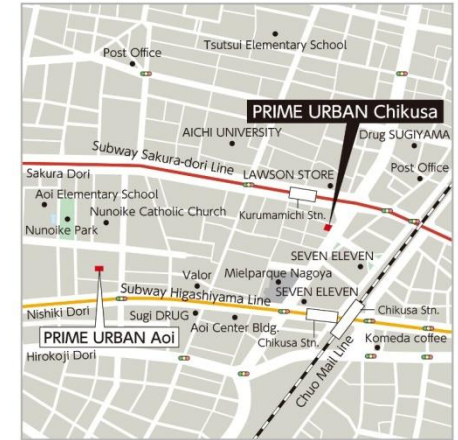 Tsutsui Elementary School
Post Office
PRIME URBAN Chikusa
AICHI UNIVERSITY
Drug SUGIYAMA
Subway Sakura-dori Line
Sakura Dori
LAWSON STORE
Post Office
Aoi Elementary School
Kurumamichi Stn.
Nunoike Catholic Church
Nunoike Park
SEVEN ELEVEN
Valor
Mielparque Nagoya
Subway Higashiyama Line
SEVEN ELEVEN
Nishiki Dori
Sugi DRUG
Aoi Center Bldg.
Chikusa Stn.
PRIME URBAN Aoi
Chikusa Stn.
Komeda coffee
Hirokoji Dori
Chuo Mail Line